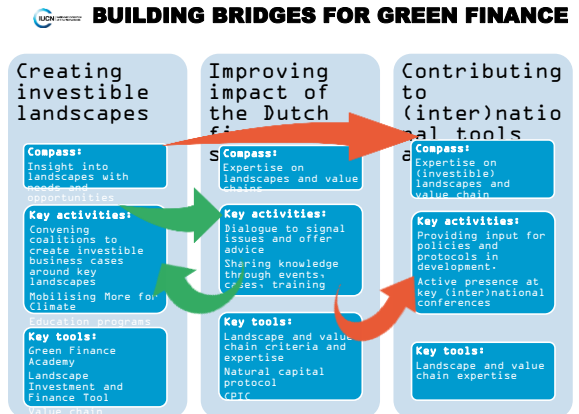 IUCN
BUILDING BRIDGES FOR GREEN FINANCE
Creating
investible
landscapes
Compass:
Insight into
landscapes with
needs and
opportunities
Key activities:
Convening
coalitions to
create investible
business cases
around key
landscapes
Mobilising More for
Climate
Education programs
Key tools:
Green Finance
Academy
Landscape
Investment and
Finance Tool
Value chain
Improving
impact of
the Dutch
Compass:
Expertise on
landscapes and value
chains
Key activities:
Dialogue to signal
issues and offer
advice
Sharing knowledge
through events,
cases, training
Key tools:
Landscape and value
chain criteria and
expertise
Natural capital
protocol
CPIC
Contributing
to
(inter)natio
nal tools
Compass:
Expertise on
(investible)
landscapes and
value chain
Key activities:
Providing input for
policies and
protocols in
development.
Active presence at
key (inter)national
conferences
Key tools:
Landscape and value
chain expertise